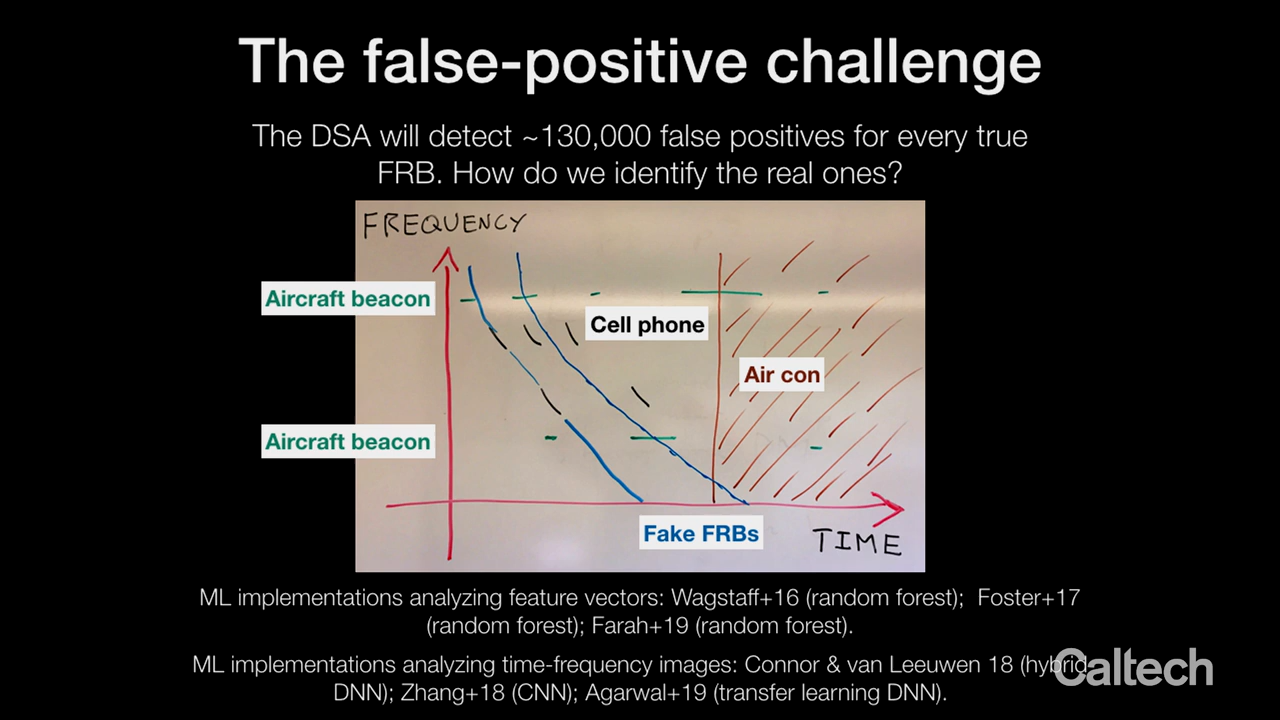 The false-positive challenge
The DSA will detect ~130,000 false positives for every true
FRB. How do we identify the real ones?
FREQUENCY
Aircraft beacon
Cell phone
Air con
Aircraft beacon
Fake FRBs
TIME
ML implementations analyzing feature vectors: Wagstaff+16 (random forest); Foster+17
(random forest); Farah+19 (random forest).
ML implementations analyzing time-frequency images: Connor & van Leeuwen 18 (hybrid
DNN); Zhang+18 (CNN); Agarwal+19 (transfer learning DNN).
Caltech